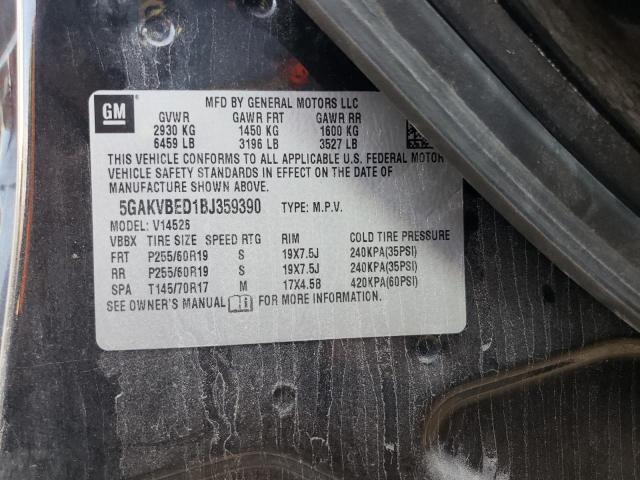 GM
MFD BY GENERAL MOTORS LLC
GVWR GAWR FRT GAWR RR
2930 KG 1450 KG 1600 KG
6459 LB 3196 LB 3527 LB
THIS VEHICLE CONFORMS TO ALL APPLICABLE U.S. FEDERAL MOTOR
VEHICLE SAFETY STANDARDS IN EFFECT ON THE DATE OF
MANUFACTURE SHOWN ABOVE.
5GAKVBED1BJ359390 TYPE: M.P.V.
MODEL: V14526
VBBX TIRE SIZE SPEED RTG RIM COLD TIRE PRESSURE
FRT P255/60R19 S 19X7.5J 240KPA(35PSI)
RR P255/60R19 S 19X7.5J 240KPA(35PSI)
SPA T145/70R17 M 17X4.5B 420KPA(60PSI)
SEE OWNER'S MANUAL FOR MORE INFORMATION.